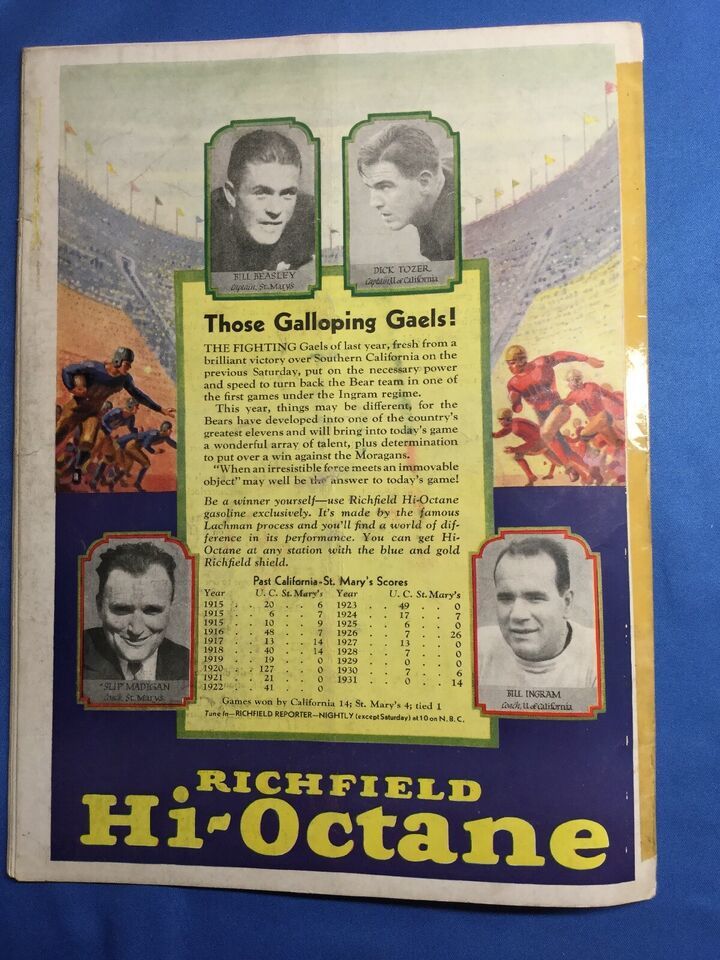 BILL BEASLEY
Captain, St. Marys
DICK TOZER
Captain U. of California
Those Galloping Gaels!
THE FIGHTING Gaels of last year, fresh from a
brilliant victory over Southern California on the
previous Saturday, put on the necessary power
and speed to turn back the Bear team in one of
the first games under the Ingram regime.
This year, things may be different, for the
Bears have developed into one of the country's
greatest elevens and will bring into today's game
a wonderful array of talent, plus determination
to put over a win against the Moragans.
"When an irresistible force meets an immovable
object" may well be the answer to today's game!
Be a winner yourself—use Richfield Hi-Octane
gasoline exclusively. It's made by the famous
Lachman process and you'll find a world of dif-
ference in its performance. You can get Hi-
Octane at any station with the blue and gold
Richfield shield.
Past California-St. Mary's Scores
Year U. C. St. Mary's Year U. C. St. Mary's
1915 . . 20 . . 6 1923 . . 49 . . 0
1915 . . 6 . . 7 1924 . . 17 . . 7
1915 . . 10 . . 9 1925 . . 6 . . 0
1916 . . 48 . . 7 1926 . . 7 . . 26
1917 . . 13 . . 14 1927 . . 13 . . 0
1918 . . 40 . . 14 1928 . . 7 . . 0
1919 . . 19 . . 0 1929 . . 0 . . 0
1920 . . 127 . . 0 1930 . . 7 . . 6
1921 . . 21 . . 0 1931 . . 0 . . 14
1922 . . 41 . . 0
Games won by California 14; St. Mary's 4; tied 1
Tune In—RICHFIELD REPORTER—NIGHTLY (except Saturday) at 10 on N. B. C.
"SLIP" MADIGAN
Coach, St. Marys
BILL INGRAM
Coach, U. of California
RICHFIELD
Hi-Octane